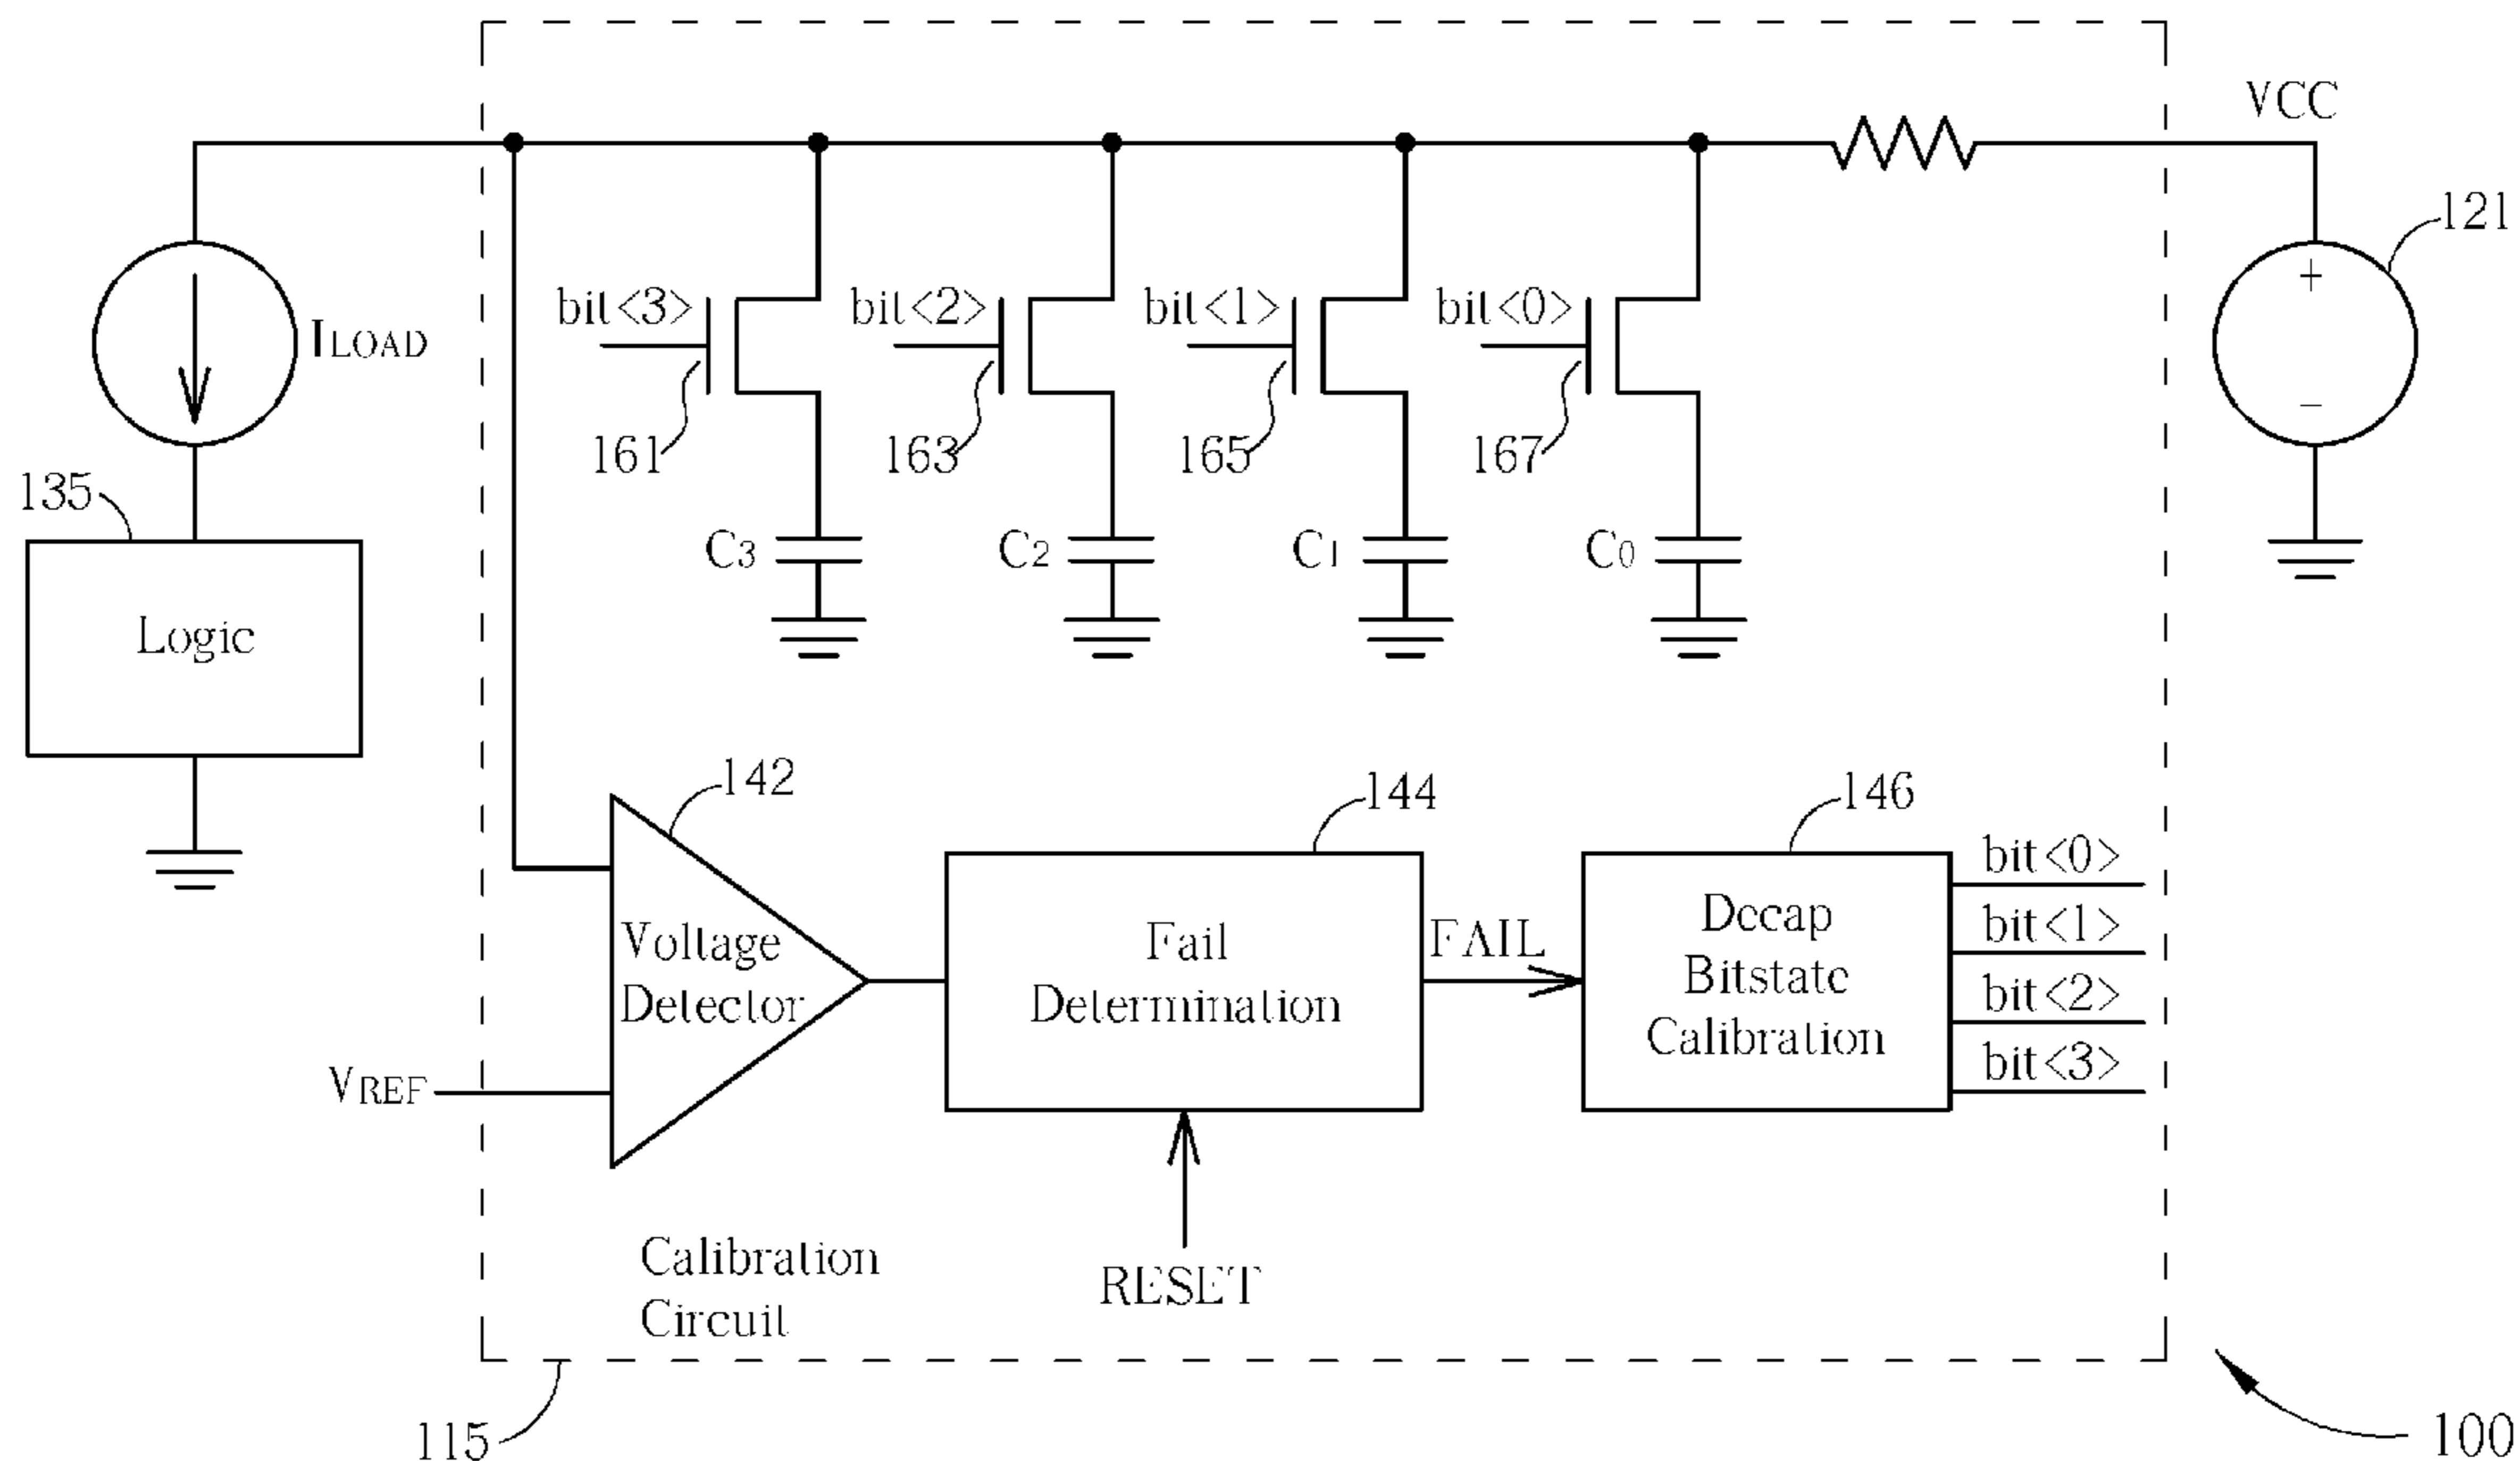 VCC
121
bit<3>
bit<2>
bit<1>
bit<0>
ILOAD
161
163
165
167
135
C3
C2
C1
C0
Logic
142
144
146
bit<0>
bit<1>
bit<2>
bit<3>
Voltage
Detector
Fail
Determination
FAIL
Dccap
Bitstate
Calibration
VREF
RESET
Calibration
Circuit
115
100